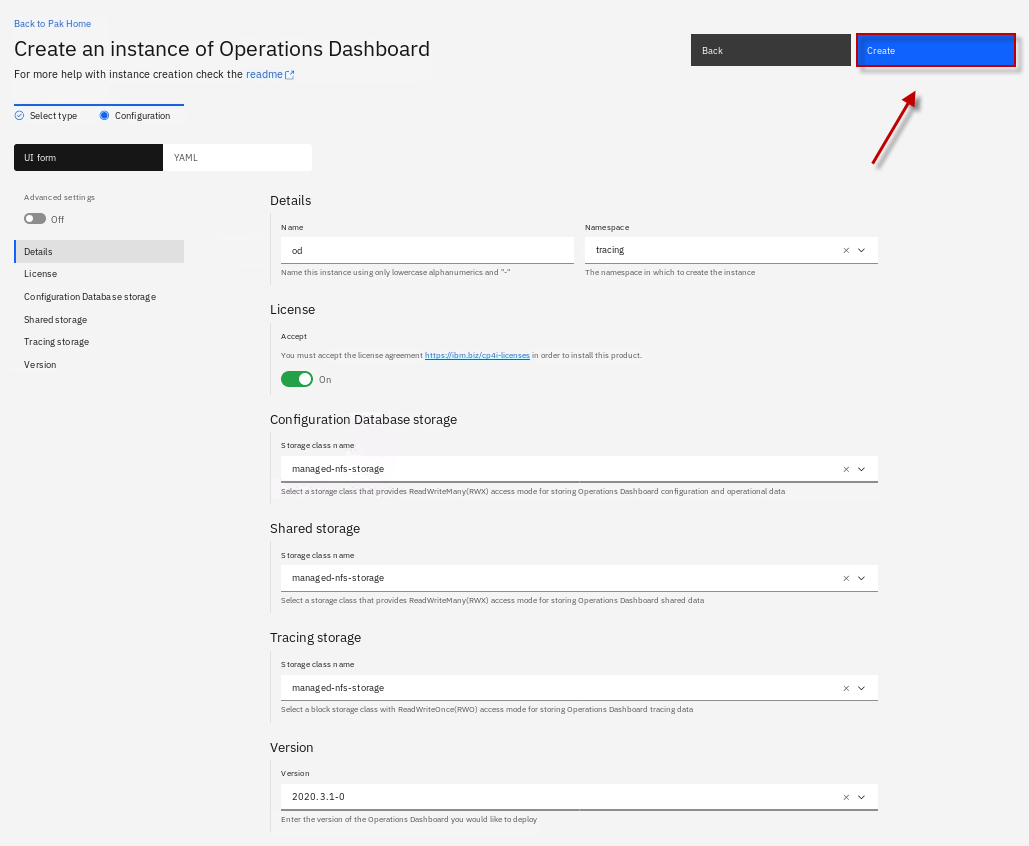 Back to Pak Home
Create an instance of Operations Dashboard
For more help with instance creation check the readme
Back
Create
Select type
Configuration
UI form
YAML
Advanced settings
Off
Details
License
Configuration Database storage
Shared storage
Tracing storage
Version
Details
Name
Namespace
od
tracing
Name this instance using only lowercase alphanumerics and "-"
The namespace in which to create the instance
License
Accept
You must accept the license agreement https://ibm.biz/cp4i-licenses in order to install this product.
On
Configuration Database storage
Storage class name
managed-nfs-storage
Select a storage class that provides ReadWriteMany(RWX) access mode for storing Operations Dashboard configuration and operational data
Shared storage
Storage class name
managed-nfs-storage
Select a storage class that provides ReadWriteMany(RWX) access mode for storing Operations Dashboard shared data
Tracing storage
Storage class name
managed-nfs-storage
Select a block storage class with ReadWriteOnce(RWO) access mode for storing Operations Dashboard tracing data
Version
Version
2020.3.1-0
Enter the version of the Operations Dashboard you would like to deploy